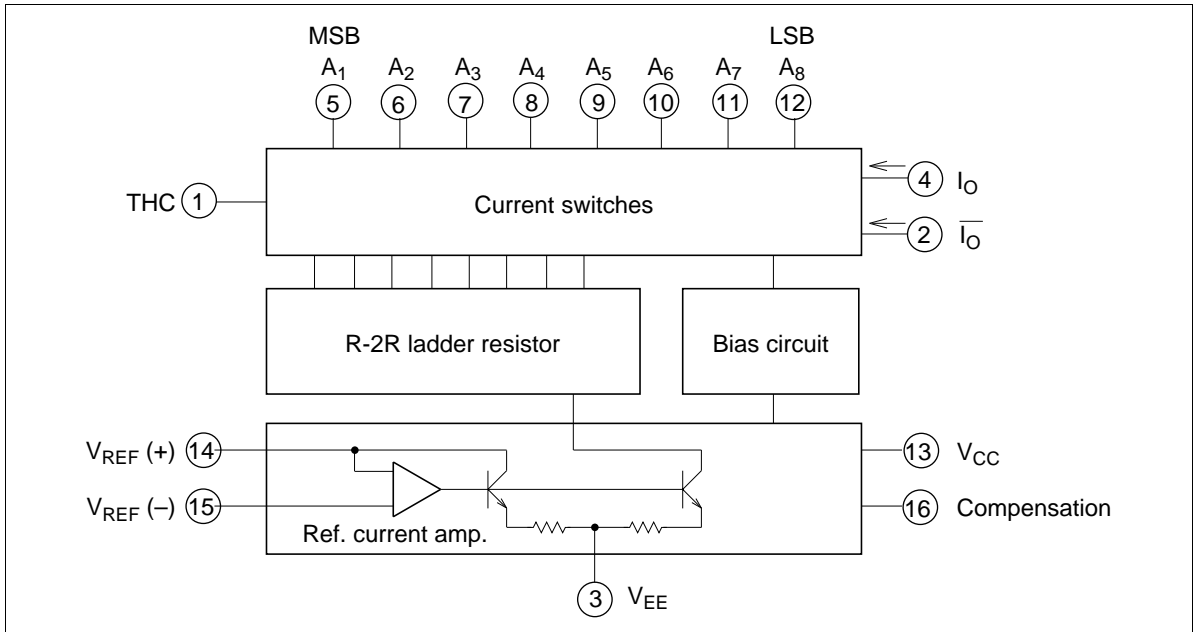 MSB LSB
A1 A2 A3 A4 A5 A6 A7 A8
5 6 7 8 9 10 11 12
THC 1
Current switches
4 IO
2 I̅O̅
R-2R ladder resistor
Bias circuit
VREF (+) 14
VREF (–) 15
Ref. current amp.
13 VCC
16 Compensation
3 VEE